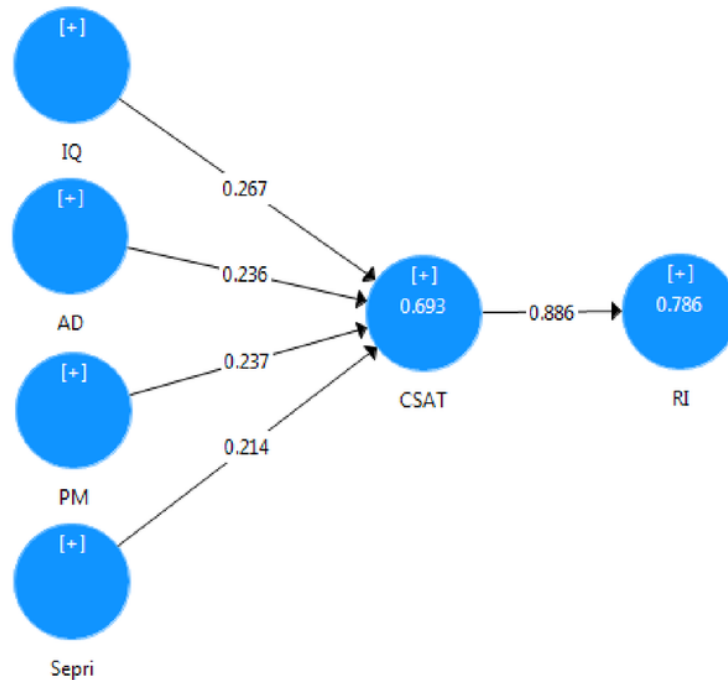 [+]
IQ
0.267
[+]
AD
0.236
[+]
0.693
CSAT
0.886
[+]
0.786
RI
[+]
PM
0.237
0.214
[+]
Sepri